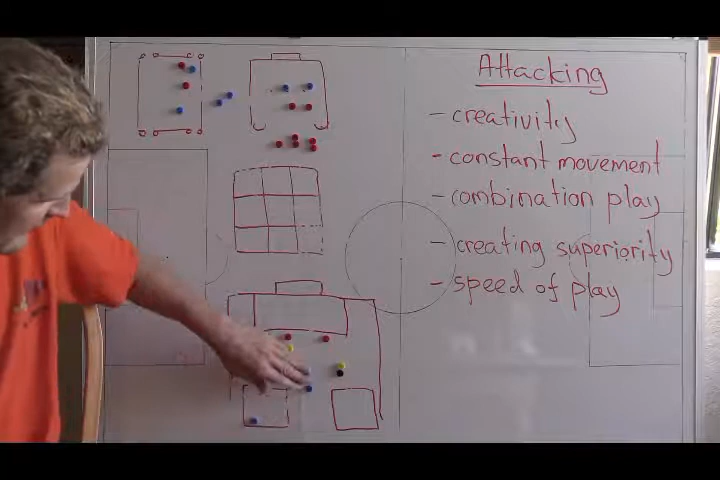 Attacking
- creativity
- constant movement
- combination play
- creating superiority
- speed of play